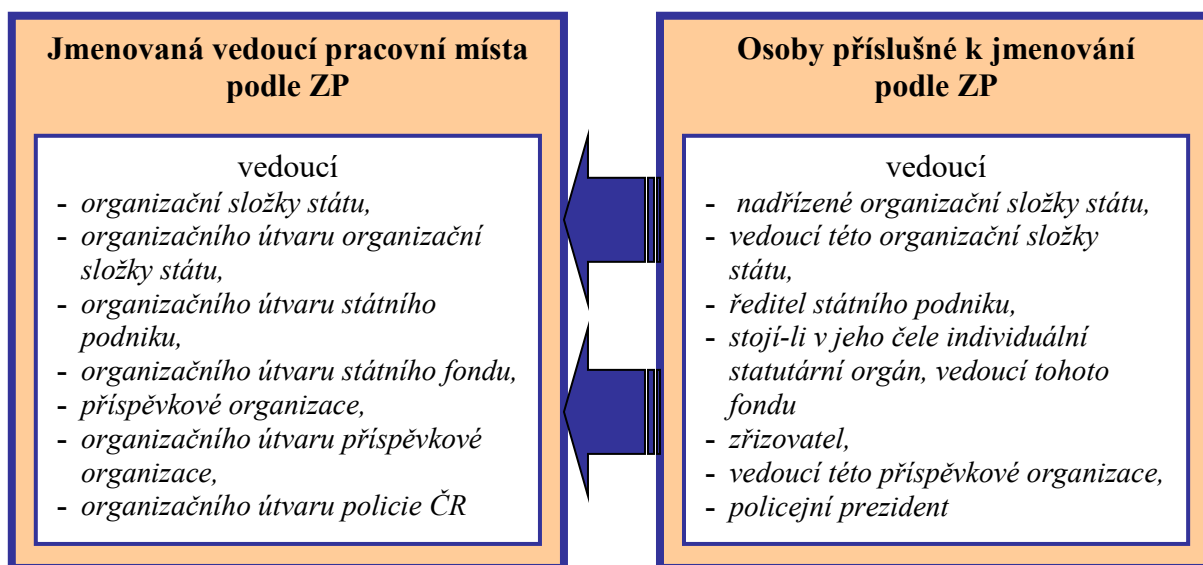 Jmenovaná vedoucí pracovní místa
podle ZP
vedoucí
- organizační složky státu,
- organizačního útvaru organizační
složky státu,
- organizačního útvaru státního
podniku,
- organizačního útvaru státního fondu,
- příspěvkové organizace,
- organizačního útvaru příspěvkové
organizace,
- organizačního útvaru policie ČR
Osoby příslušné k jmenování
podle ZP
vedoucí
- nadřízené organizační složky státu,
- vedoucí této organizační složky
státu,
- ředitel státního podniku,
- stojí-li v jeho čele individuální
statutární orgán, vedoucí tohoto
fondu
- zřizovatel,
- vedoucí této příspěvkové organizace,
- policejní prezident